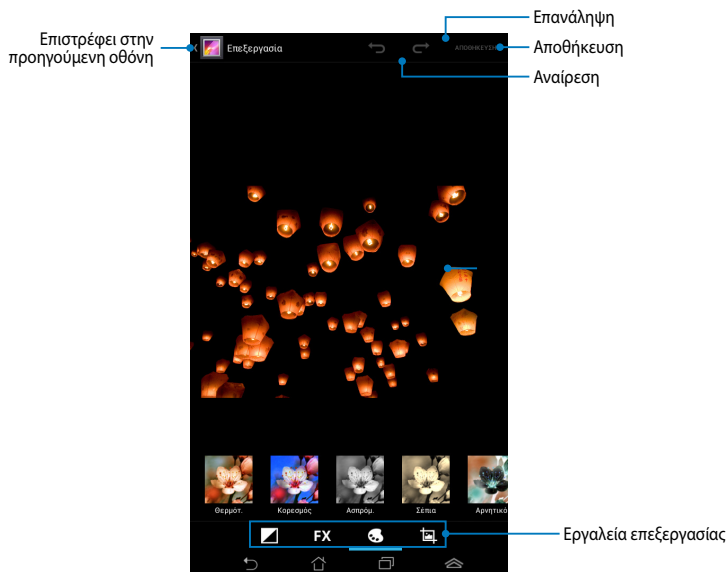 Επανάληψη
Επιστρέφει στην
προηγούμενη οθόνη
Επεξεργασία
ΑΠΟΘΗΚΕΥΣΗ
Αποθήκευση
Αναίρεση
Θερμότ.
Κορεσμός
Ασπρόμ.
Σέπια
Αρνητικό
FX
Εργαλεία επεξεργασίας